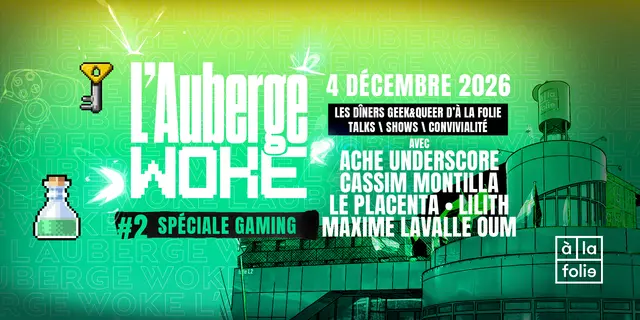 L'Auberge
WOKE
#2 SPÉCIALE GAMING
4 DÉCEMBRE 2026
LES DÎNERS GEEK&QUEER D'À LA FOLIE
TALKS \ SHOWS \ CONVIVIALITÉ
AVEC
ACHE UNDERSCORE
CASSIM MONTILLA
LE PLACENTA • LILITH
MAXIME LAVALLE OUM
à la
folie